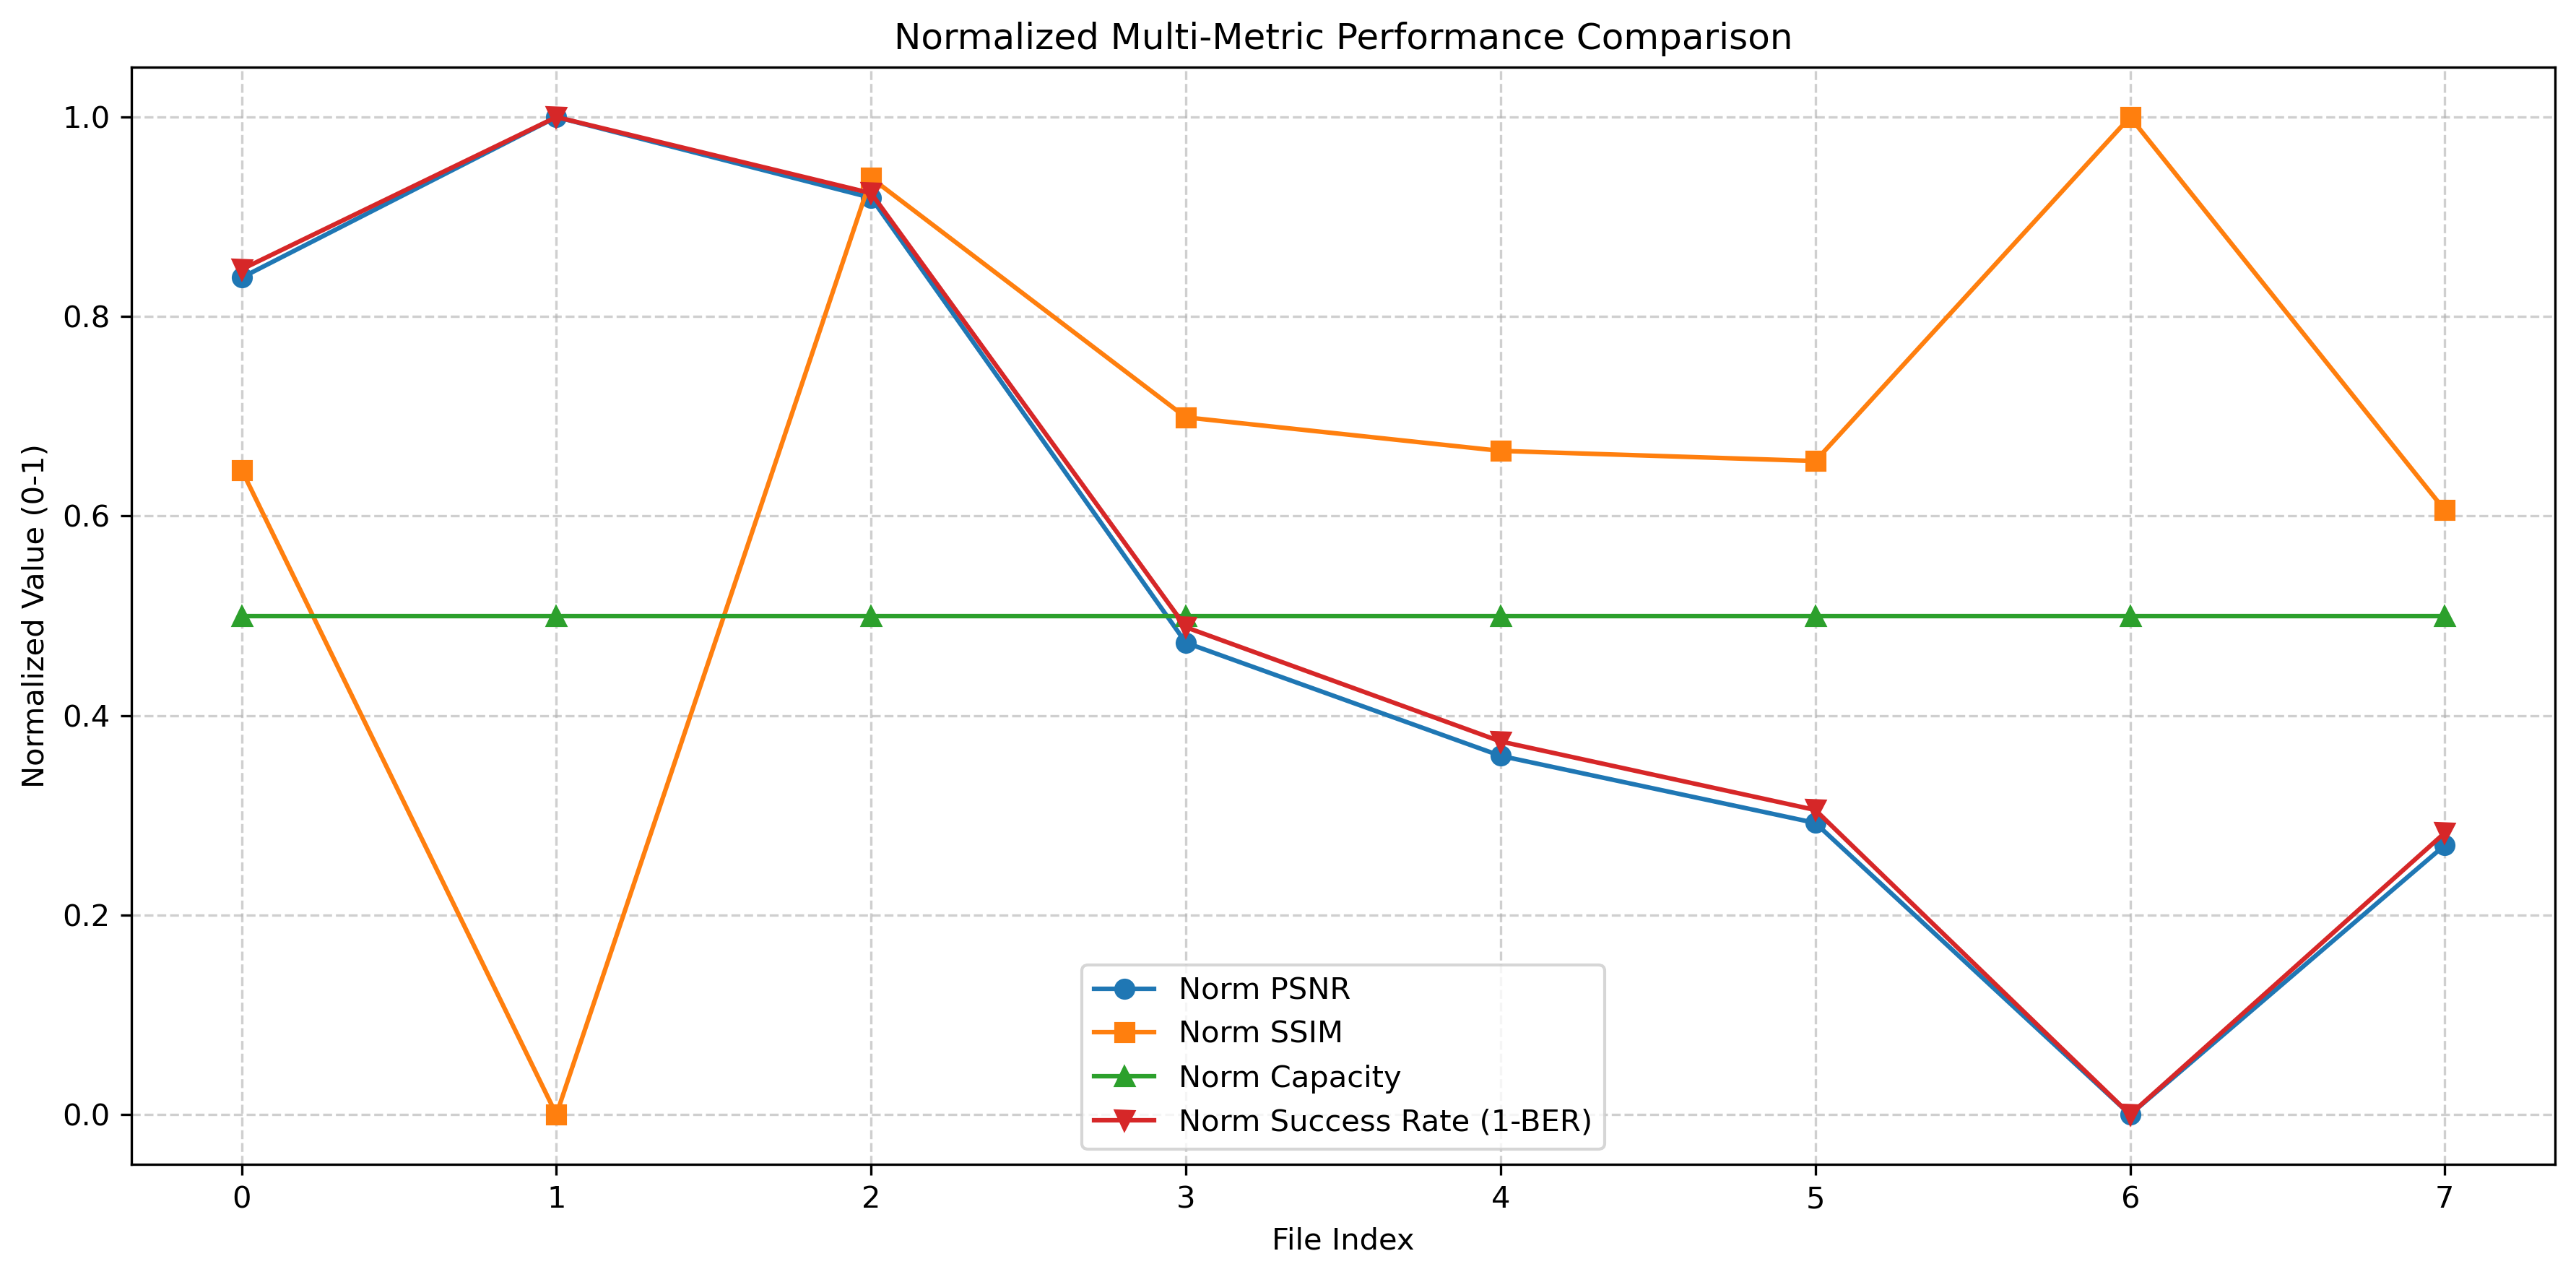 Normalized Multi-Metric Performance Comparison
Normalized Value (0-1)
1.0
0.8
0.6
0.4
0.2
0.0
Norm PSNR
Norm SSIM
Norm Capacity
Norm Success Rate (1-BER)
0 1 2 3 4 5 6 7
File Index